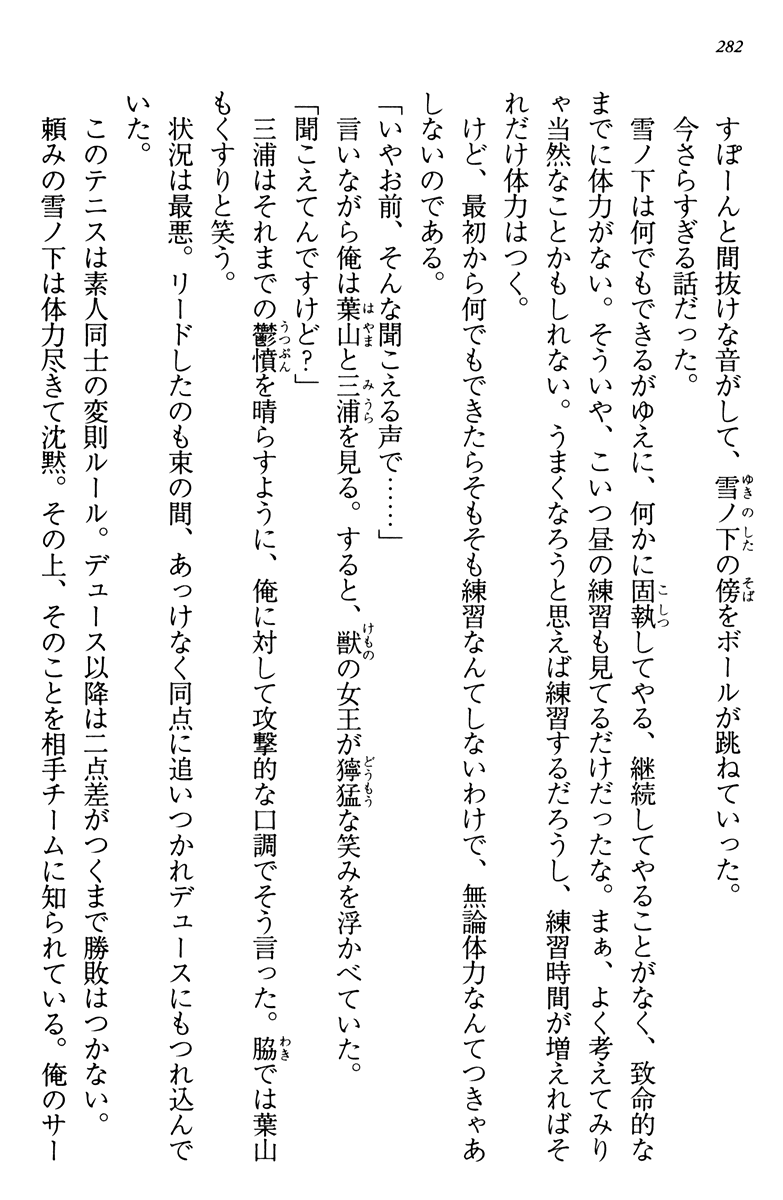 282
すぽーんと間抜けな音がして、雪ノ下の傍をボールが跳ねていった。
今さらすぎる話だった。
雪ノ下は何でもできるがゆえに、何かに固執してやる、継続してやることがなく、致命的な
までに体力がない。そういや、こいつ昼の練習も見てるだけだったな。まぁ、よく考えてみり
ゃ当然なことかもしれない。うまくなろうと思えば練習するだろうし、練習時間が増えればそ
れだけ体力はつく。
けど、最初から何でもできたらそもそも練習なんてしないわけで、無論体力なんてつきゃあ
しないのである。
「いやお前、そんな聞こえる声で……」
言いながら俺は葉山と三浦を見る。すると、獣の女王が獰猛な笑みを浮かべていた。
「聞こえてんですけど？」
三浦はそれまでの鬱憤を晴らすように、俺に対して攻撃的な口調でそう言った。脇では葉山
もくすりと笑う。
状況は最悪。リードしたのも束の間、あっけなく同点に追いつかれデュースにもつれ込んで
いた。
このテニスは素人同士の変則ルール。デュース以降は二点差がつくまで勝敗はつかない。
頼みの雪ノ下は体力尽きて沈黙。その上、そのことを相手チームに知られている。俺のサー